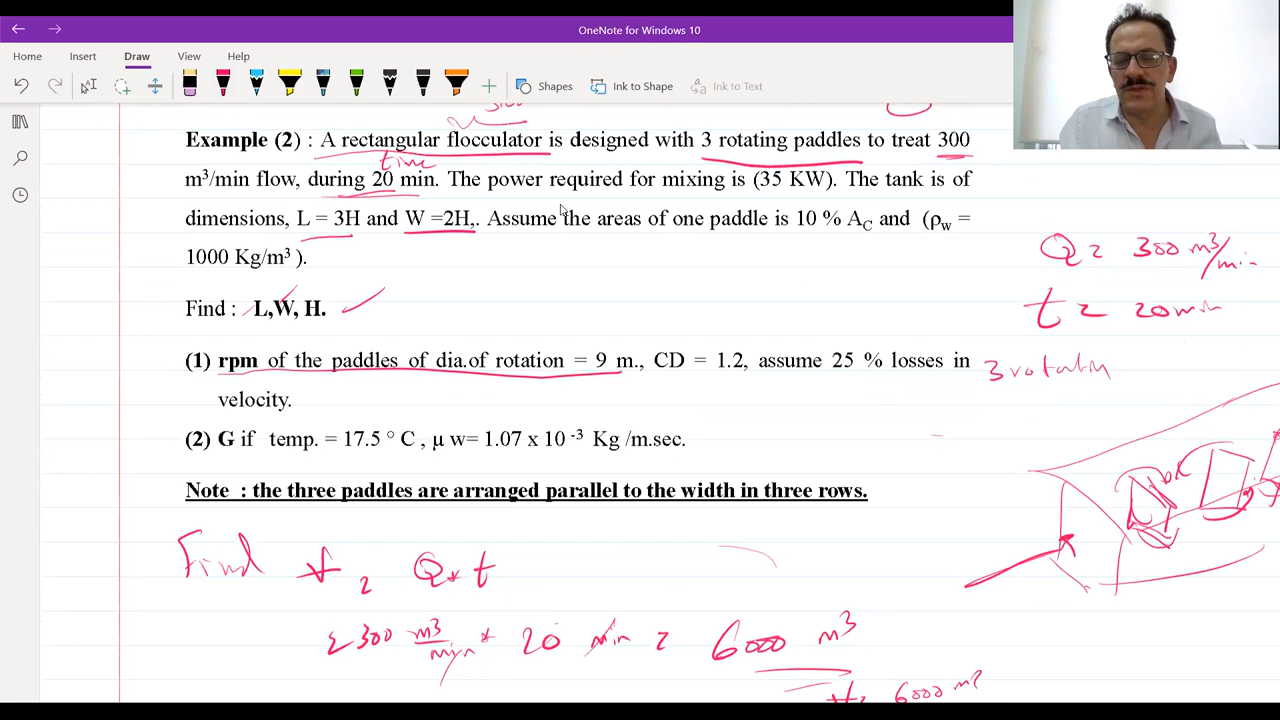 OneNote for Windows 10
Home Insert Draw View Help
Shapes Ink to Shape Ink to Text
Example (2) : A rectangular flocculator is designed with 3 rotating paddles to treat 300
time
m³/min flow, during 20 min. The power required for mixing is (35 KW). The tank is of
dimensions, L = 3H and W =2H,. Assume the areas of one paddle is 10 % AC and (ρw =
1000 Kg/m³ ).
Q = 300 m³/min
t = 20 min
Find : L,W, H.
(1) rpm of the paddles of dia.of rotation = 9 m., CD = 1.2, assume 25 % losses in
3 rotating
velocity.
(2) G if temp. = 17.5 ° C , µ w= 1.07 x 10 -3 Kg /m.sec.
Note : the three paddles are arranged parallel to the width in three rows.
Find V = Q * t
= 300 m³/min * 20 min = 6000 m³
V = 6000 m³